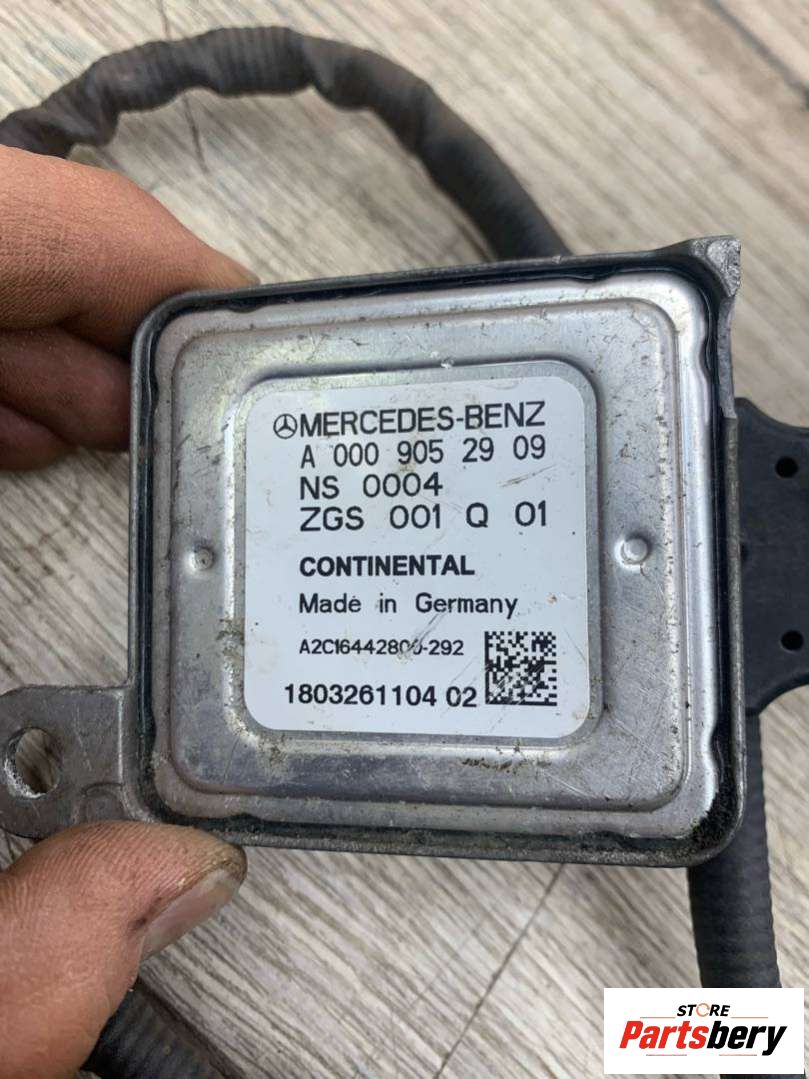 MERCEDES-BENZ
A 000 905 29 09
NS 0004
ZGS 001 Q 01
CONTINENTAL
Made in Germany
A2C16442800-292
1803261104 02
STORE
Partsbery